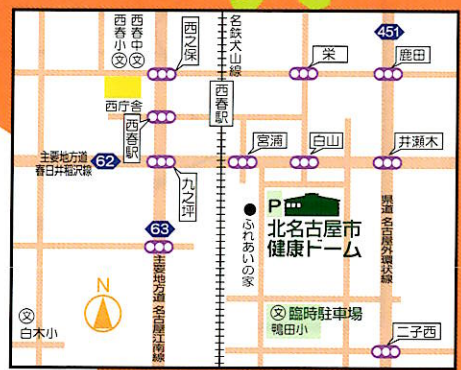 西春小
西春中
文
文
西之保
名鉄犬山線
栄
451
鹿田
西庁舎
西春駅
西春駅
主要地方道
春日井稲沢線
62
九之坪
宮浦
白山
井瀬木
63
主要地方道 名古屋江南線
P
北名古屋市
健康ドーム
ふれあいの家
県道 名古屋外環状線
N
文
白木小
文 臨時駐車場
鴨田小
二子西